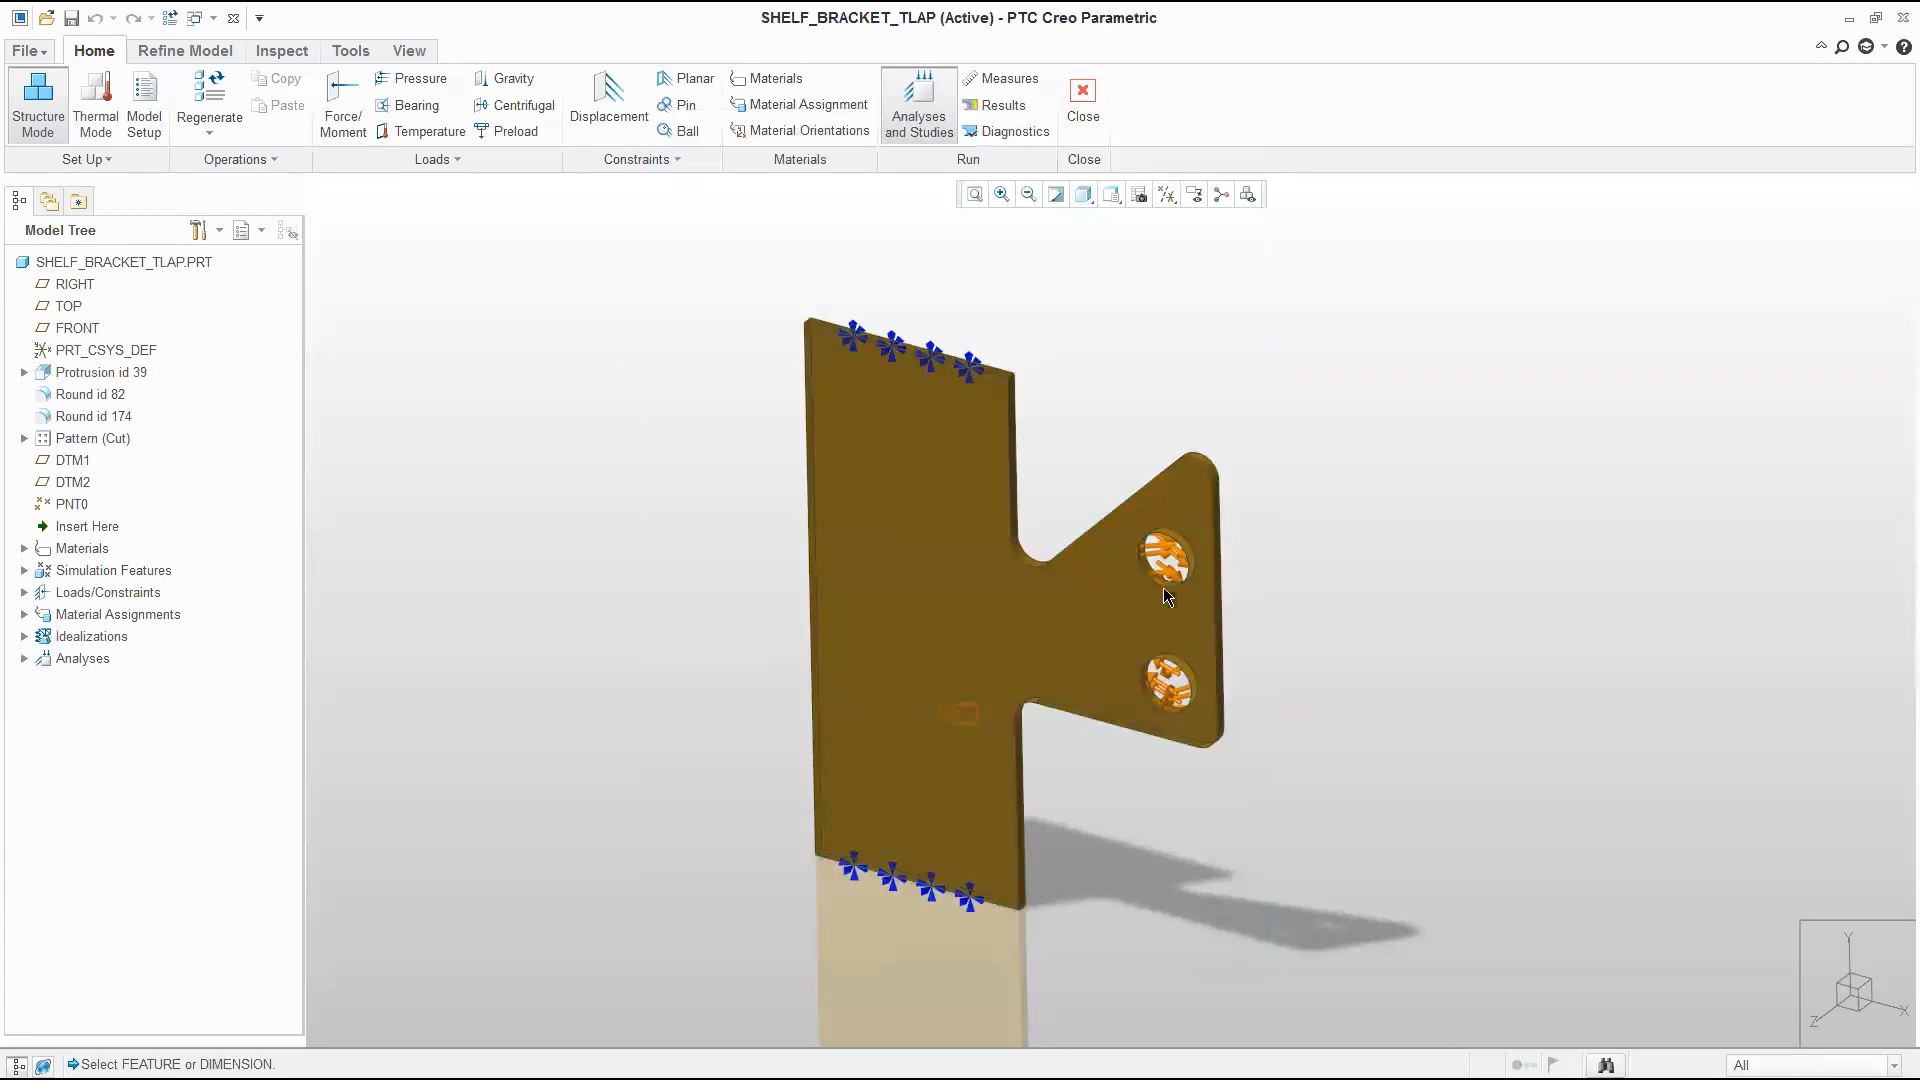 SHELF_BRACKET_TLAP (Active) - PTC Creo Parametric
File
Home
Refine Model
Inspect
Tools
View
Structure Mode
Thermal Mode
Model Setup
Regenerate
Copy
Paste
Force/Moment
Pressure
Bearing
Temperature
Gravity
Centrifugal
Preload
Displacement
Planar
Pin
Ball
Materials
Material Assignment
Material Orientations
Analyses and Studies
Measures
Results
Diagnostics
Close
Set Up
Operations
Loads
Constraints
Materials
Run
Close
Model Tree
SHELF_BRACKET_TLAP.PRT
RIGHT
TOP
FRONT
PRT_CSYS_DEF
Protrusion id 39
Round id 82
Round id 174
Pattern (Cut)
DTM1
DTM2
PNT0
Insert Here
Materials
Simulation Features
Loads/Constraints
Material Assignments
Idealizations
Analyses
Y
X
Z
Select FEATURE or DIMENSION.
All